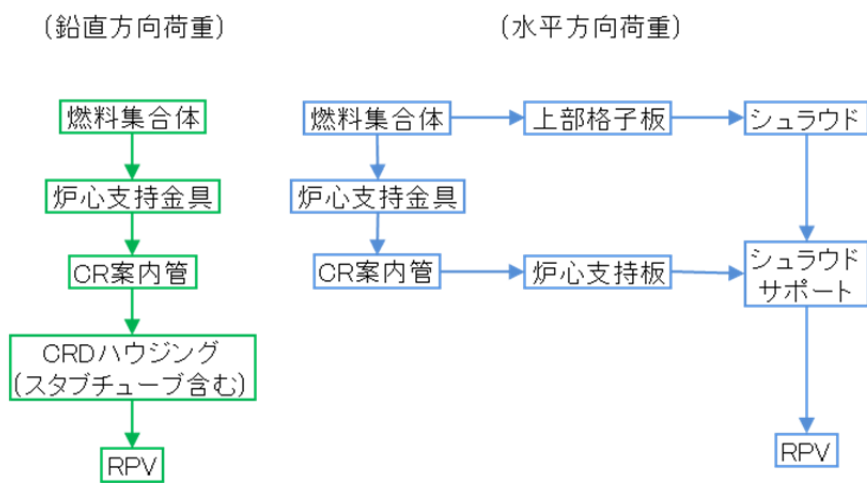 (鉛直方向荷重)
燃料集合体
炉心支持金具
CR案内管
CRDハウジング
(スタブチューブ含む)
RPV
(水平方向荷重)
燃料集合体
上部格子板
シュラウド
炉心支持金具
CR案内管
炉心支持板
シュラウド
サポート
RPV